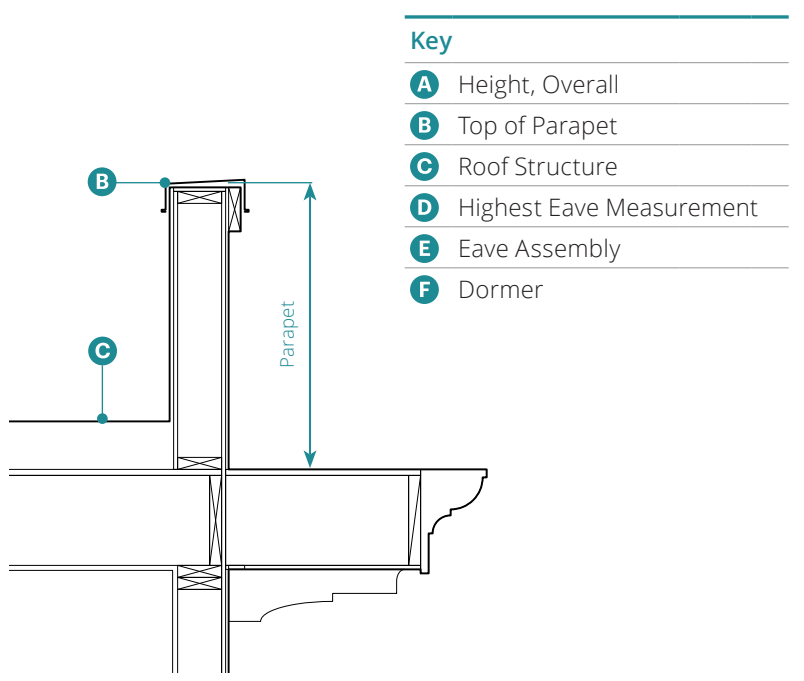 Key
A Height, Overall
B Top of Parapet
C Roof Structure
D Highest Eave Measurement
E Eave Assembly
F Dormer
B
C
Parapet